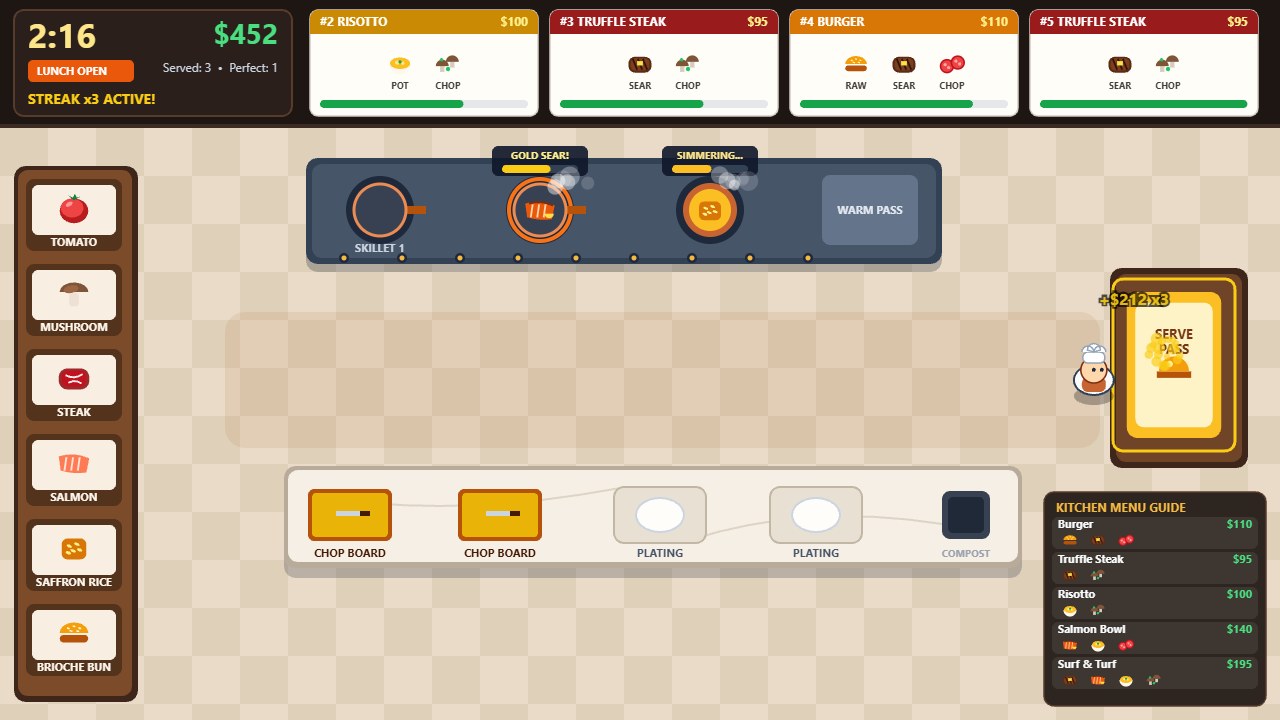 2:16
$452
LUNCH OPEN
Served: 3 • Perfect: 1
STREAK x3 ACTIVE!
#2 RISOTTO $100
POT CHOP
#3 TRUFFLE STEAK $95
SEAR CHOP
#4 BURGER $110
RAW SEAR CHOP
#5 TRUFFLE STEAK $95
SEAR CHOP
GOLD SEAR!
SIMMERING...
WARM PASS
SKILLET 1
TOMATO
MUSHROOM
STEAK
SALMON
SAFFRON RICE
BRIOCHE BUN
+$212 x3
SERVE
PASS
CHOP BOARD
CHOP BOARD
PLATING
PLATING
COMPOST
KITCHEN MENU GUIDE
Burger $110
Truffle Steak $95
Risotto $100
Salmon Bowl $140
Surf & Turf $195